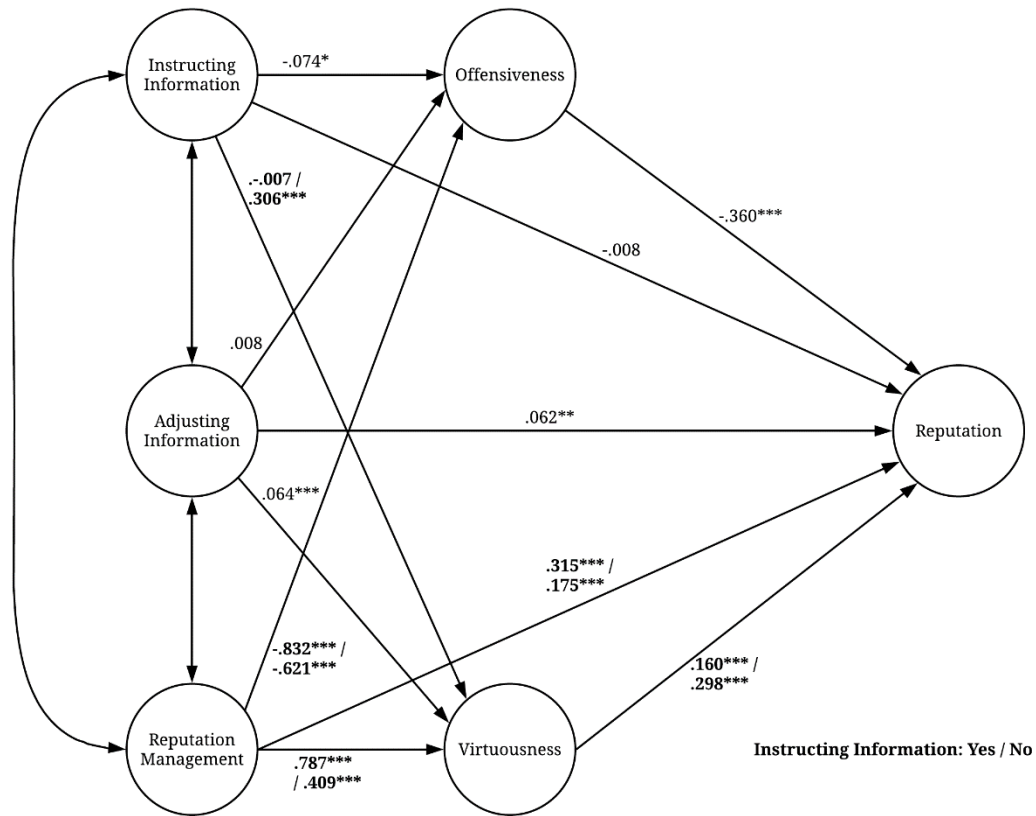 Instructing
Information
-.074*
Offensiveness
.-.007 /
.306***
-.360***
-.008
.008
Adjusting
Information
.062**
Reputation
.064***
.315*** /
.175***
-.832*** /
-.621***
.160*** /
.298***
Reputation
Management
.787***
/ .409***
Virtuousness
Instructing Information: Yes / No